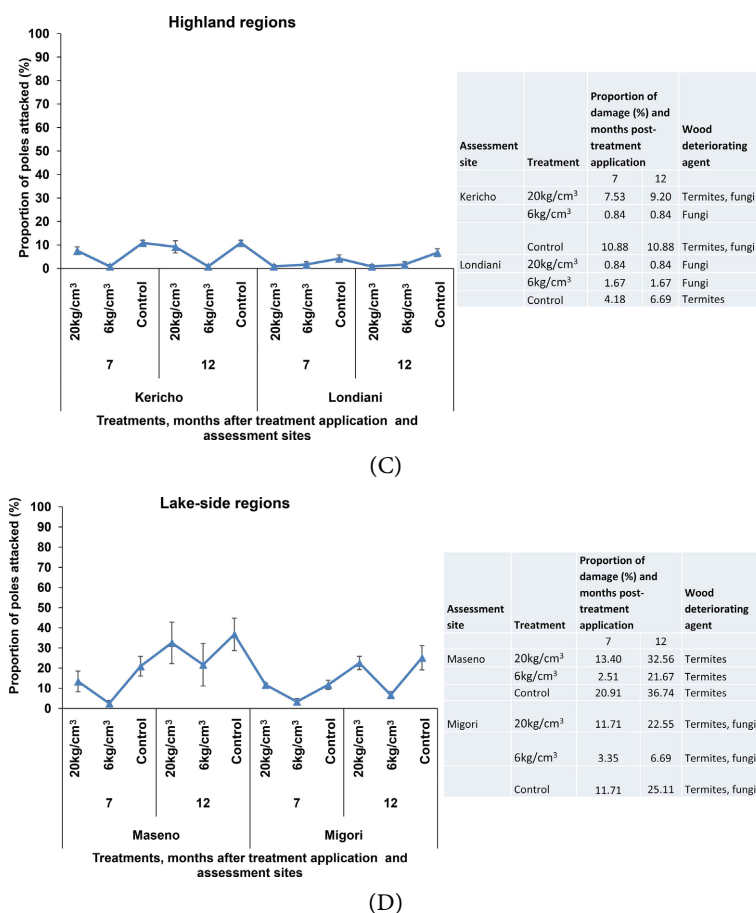 Highland regions
Proportion of poles attacked (%)
100
90
80
70
60
50
40
30
20
10
0
20kg/cm³ 6kg/cm³ Control 20kg/cm³ 6kg/cm³ Control 20kg/cm³ 6kg/cm³ Control 20kg/cm³ 6kg/cm³ Control
7 12 7 12
Kericho Londiani
Treatments, months after treatment application and
assessment sites
Proportion of
damage (%) and
months post-
Wood
Assessment treatment deteriorating
site Treatment application agent
7 12
Kericho 20kg/cm³ 7.53 9.20 Termites, fungi
6kg/cm³ 0.84 0.84 Fungi
Control 10.88 10.88 Termites, fungi
Londiani 20kg/cm³ 0.84 0.84 Fungi
6kg/cm³ 1.67 1.67 Fungi
Control 4.18 6.69 Termites
(C)
Lake-side regions
Proportion of poles attacked (%)
100
90
80
70
60
50
40
30
20
10
0
20kg/cm³ 6kg/cm³ Control 20kg/cm³ 6kg/cm³ Control 20kg/cm³ 6kg/cm³ Control 20kg/cm³ 6kg/cm³ Control
7 12 7 12
Maseno Migori
Treatments, months after treatment application and
assessment sites
Proportion of
damage (%) and
months post-
Wood
Assessment treatment deteriorating
site Treatment application agent
7 12
Maseno 20kg/cm³ 13.40 32.56 Termites
6kg/cm³ 2.51 21.67 Termites
Control 20.91 36.74 Termites
Migori 20kg/cm³ 11.71 22.55 Termites, fungi
6kg/cm³ 3.35 6.69 Termites, fungi
Control 11.71 25.11 Termites, fungi
(D)